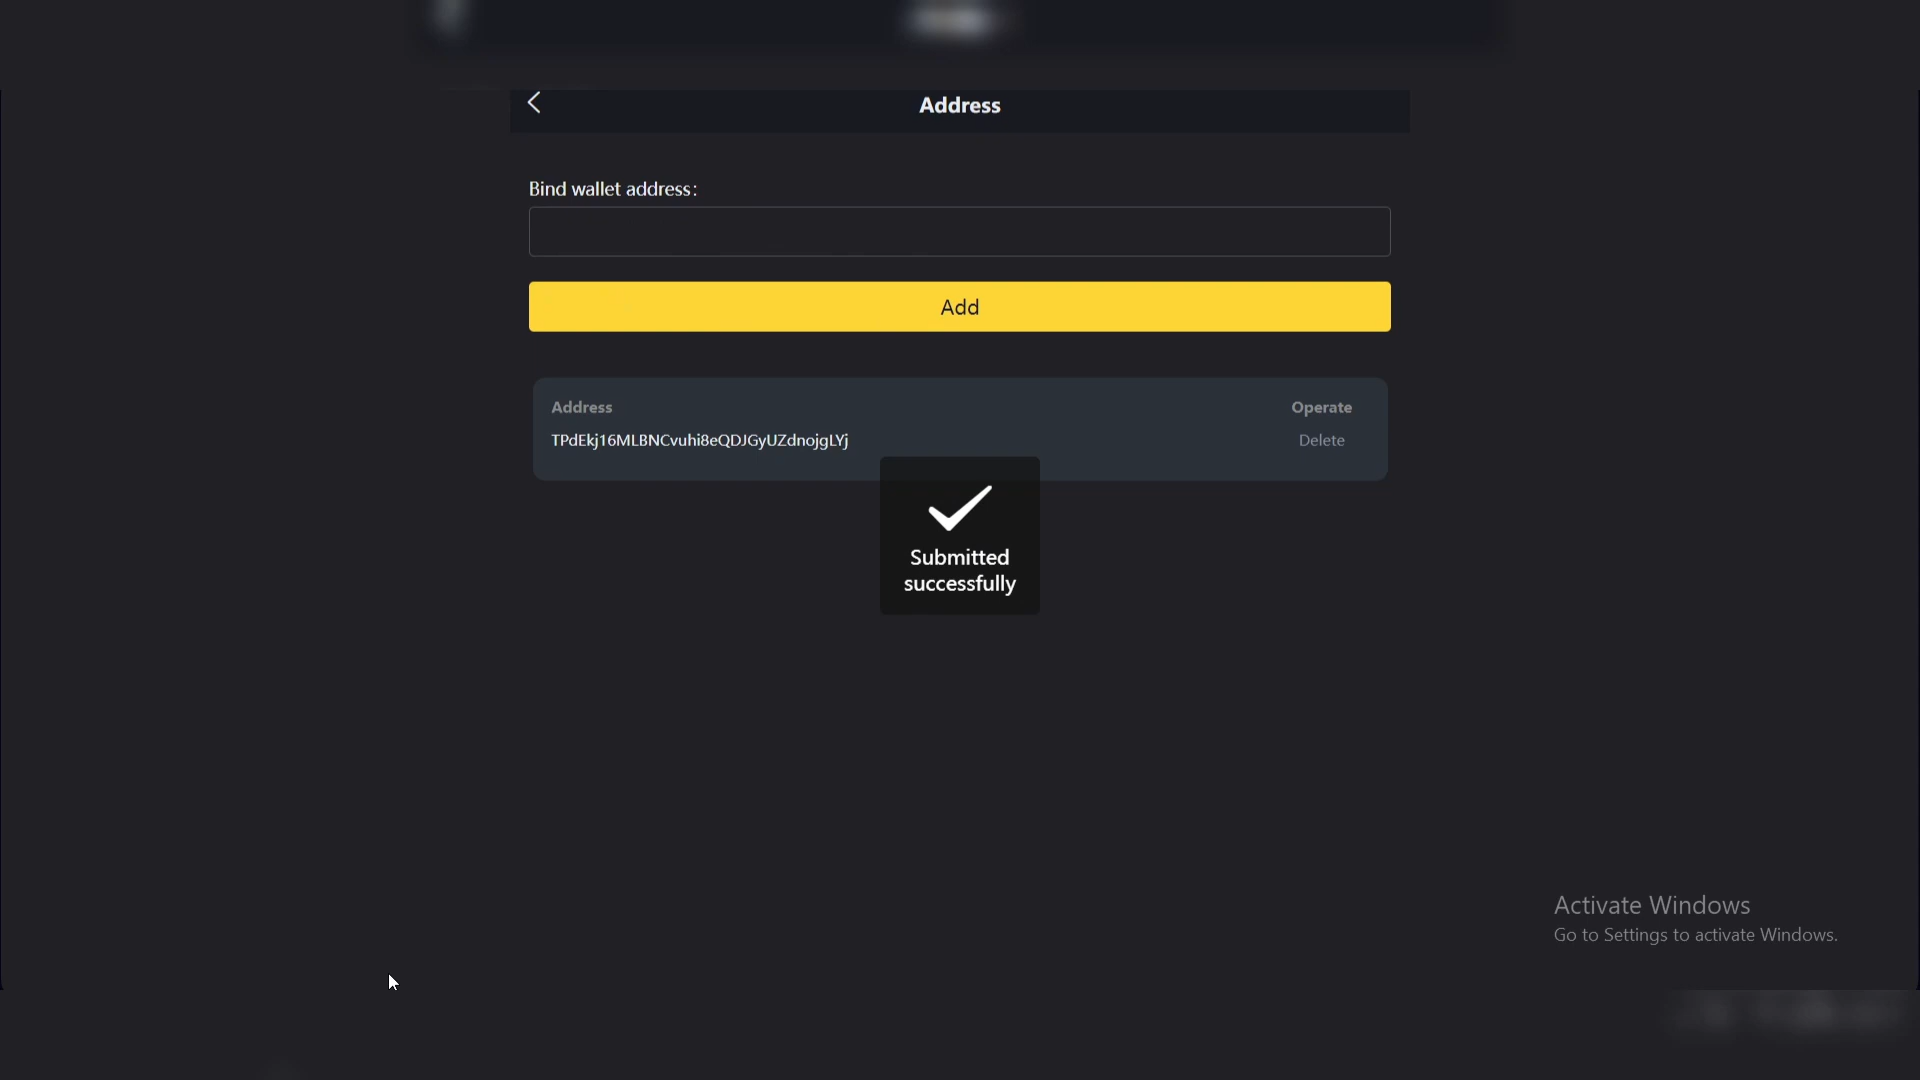 Address
Bind wallet address:
Add
Address Operate
TPdEkj16MLBNCvuhi8eQDJGyUZdnojgLYj Delete
Submitted
successfully
Activate Windows
Go to Settings to activate Windows.